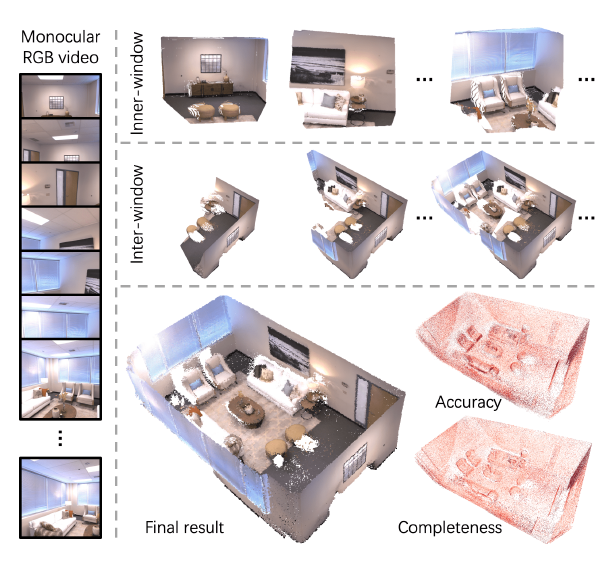 Monocular
RGB video
Inner-window
...
...
Inter-window
...
...
...
Accuracy
Final result
Completeness